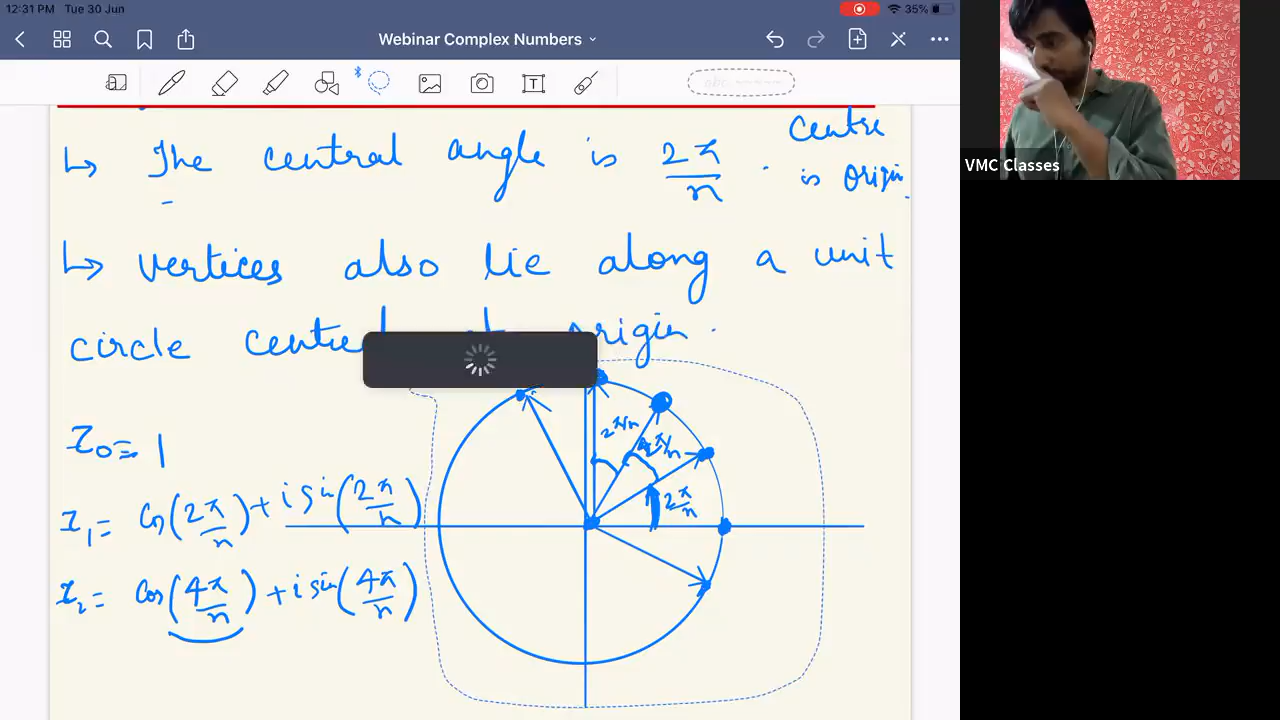 12:31 PM Tue 30 Jun
35%
Webinar Complex Numbers
T
VMC Classes
↳ The central angle is 2π/n . centre is origin.
↳ vertices also lie along a unit
circle origin.
z₀ = 1
z₁ = cos(2π/n) + i sin(2π/n)
z₂ = cos(4π/n) + i sin(4π/n)
2π/n
2π/n